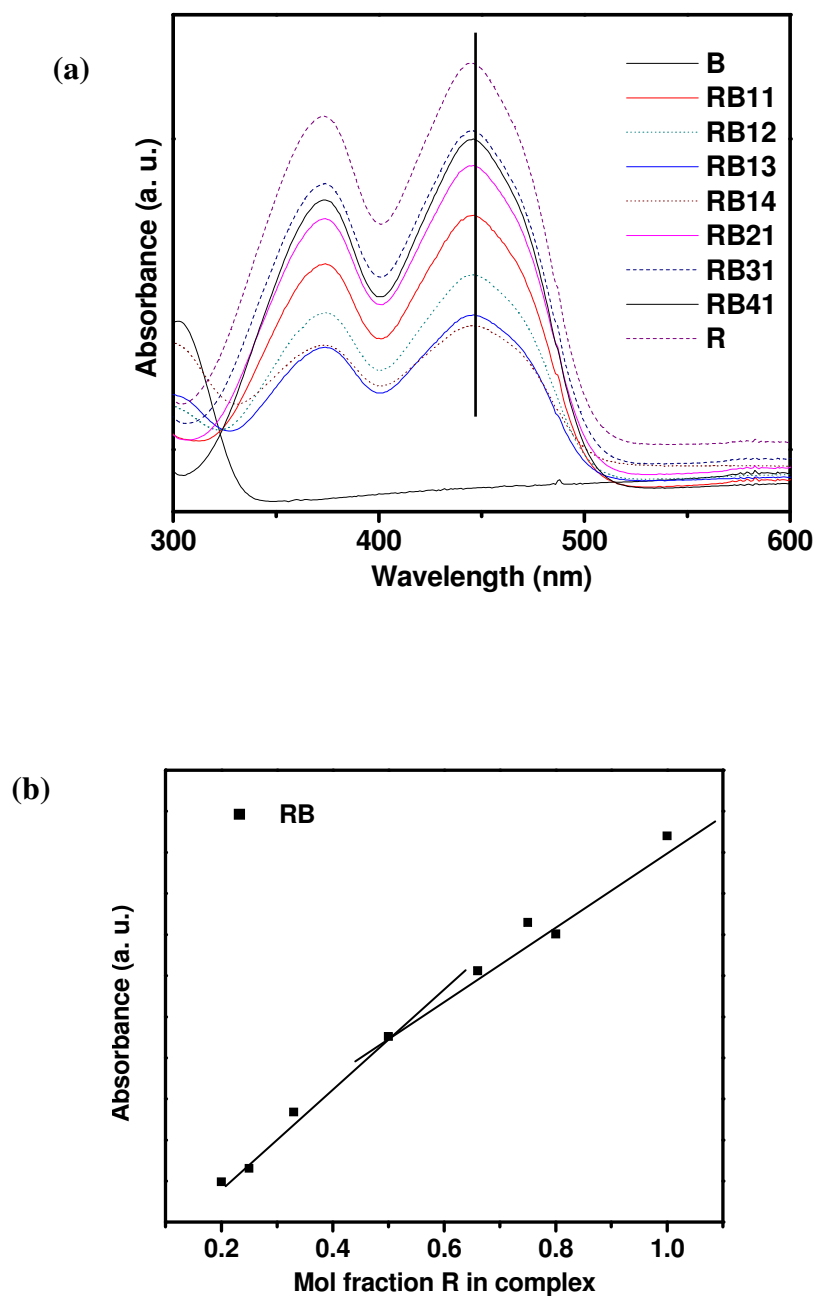 (a)
B
RB11
RB12
RB13
RB14
RB21
RB31
RB41
R
Absorbance (a. u.)
300 400 500 600
Wavelength (nm)
(b)
RB
Absorbance (a. u.)
0.2 0.4 0.6 0.8 1.0
Mol fraction R in complex